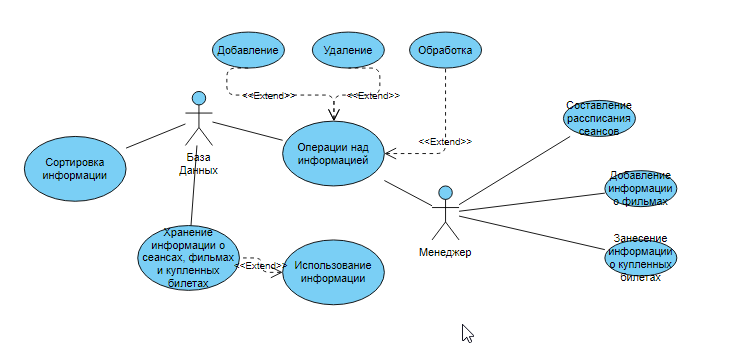 Добавление
Удаление
Обработка
<<Extend>>
<<Extend>>
<<Extend>>
База
Данных
Сортировка
информации
Операции над
информацией
Составление
рассписания
сеансов
Добавление
информации
о фильмах
Менеджер
Хранение
информации о
сеансах, фильмах
и купленных
билетах
<<Extend>>
Использование
информации
Занесение
информации
о купленных
билетах